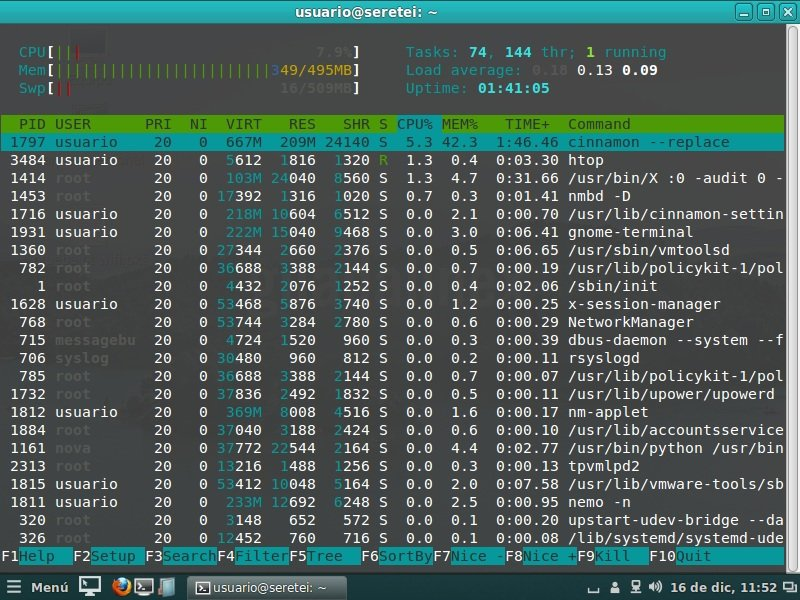 usuario@seretei: ~
CPU[||| 7.9%] Tasks: 74, 144 thr; 1 running
Mem[||||||||||||||||||||||||349/495MB] Load average: 0.18 0.13 0.09
Swp[|| 16/509MB] Uptime: 01:41:05
PID USER PRI NI VIRT RES SHR S CPU% MEM% TIME+ Command
1797 usuario 20 0 667M 209M 24140 S 5.3 42.3 1:46.46 cinnamon --replace
3484 usuario 20 0 5612 1816 1320 R 1.3 0.4 0:03.30 htop
1414 root 20 0 103M 24040 8560 S 1.3 4.7 0:31.66 /usr/bin/X :0 -audit 0 -
1453 root 20 0 17392 1316 1020 S 0.7 0.3 0:01.41 nmbd -D
1716 usuario 20 0 218M 10604 6512 S 0.0 2.1 0:00.70 /usr/lib/cinnamon-settin
1931 usuario 20 0 222M 15040 9468 S 0.0 3.0 0:06.41 gnome-terminal
1360 root 20 0 27344 2660 2376 S 0.0 0.5 0:06.65 /usr/sbin/vmtoolsd
782 root 20 0 36688 3388 2144 S 0.0 0.7 0:00.19 /usr/lib/policykit-1/pol
1 root 20 0 4432 2076 1252 S 0.0 0.4 0:02.06 /sbin/init
1628 usuario 20 0 53468 5876 3740 S 0.0 1.2 0:00.25 x-session-manager
768 root 20 0 53744 3284 2780 S 0.0 0.6 0:00.29 NetworkManager
715 messagebu 20 0 4724 1520 960 S 0.0 0.3 0:00.39 dbus-daemon --system --f
706 syslog 20 0 30480 960 812 S 0.0 0.2 0:00.11 rsyslogd
785 root 20 0 36688 3388 2144 S 0.0 0.7 0:00.07 /usr/lib/policykit-1/pol
1732 root 20 0 37836 2492 1832 S 0.0 0.5 0:00.11 /usr/lib/upower/upowerd
1812 usuario 20 0 369M 8008 4516 S 0.0 1.6 0:00.17 nm-applet
1884 root 20 0 37040 3188 2424 S 0.0 0.6 0:00.10 /usr/lib/accountsservice
1161 nova 20 0 37772 22544 2164 S 0.0 4.4 0:02.77 /usr/bin/python /usr/bin
2313 root 20 0 13216 1488 1256 S 0.0 0.3 0:00.13 tpvmlpd2
1815 usuario 20 0 53412 10048 5164 S 0.0 2.0 0:07.58 /usr/lib/vmware-tools/sb
1811 usuario 20 0 233M 12692 6248 S 0.0 2.5 0:00.95 nemo -n
320 root 20 0 3148 652 572 S 0.0 0.1 0:00.20 upstart-udev-bridge --da
326 root 20 0 12452 760 716 S 0.0 0.1 0:00.08 /lib/systemd/systemd-ude
F1Help F2Setup F3SearchF4FilterF5Tree F6SortByF7Nice -F8Nice +F9Kill F10Quit
Menú usuario@seretei: ~ 16 de dic, 11:52